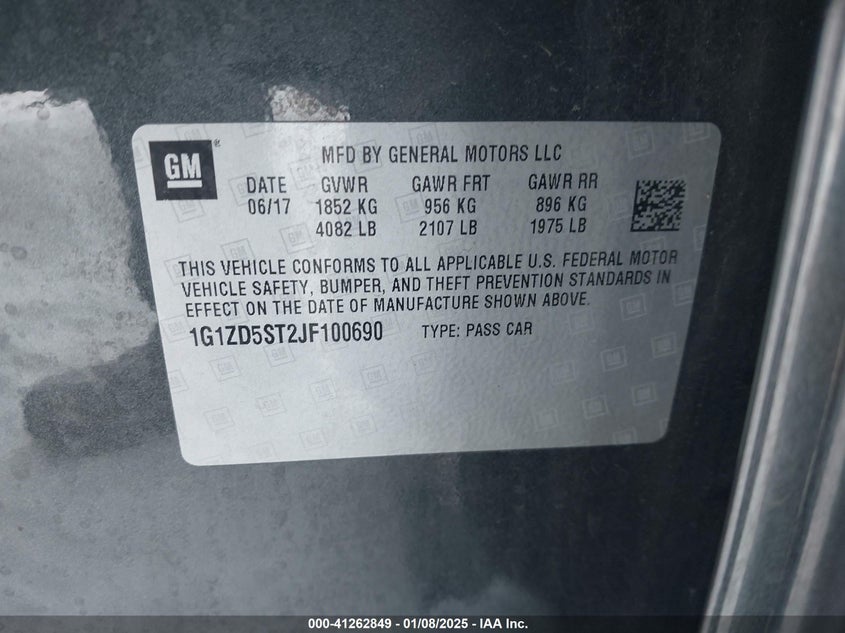 GM
MFD BY GENERAL MOTORS LLC
DATE GVWR GAWR FRT GAWR RR
06/17 1852 KG 956 KG 896 KG
4082 LB 2107 LB 1975 LB
THIS VEHICLE CONFORMS TO ALL APPLICABLE U.S. FEDERAL MOTOR
VEHICLE SAFETY, BUMPER, AND THEFT PREVENTION STANDARDS IN
EFFECT ON THE DATE OF MANUFACTURE SHOWN ABOVE.
1G1ZD5ST2JF100690 TYPE: PASS CAR
000-41262849 - 01/08/2025 - IAA Inc.